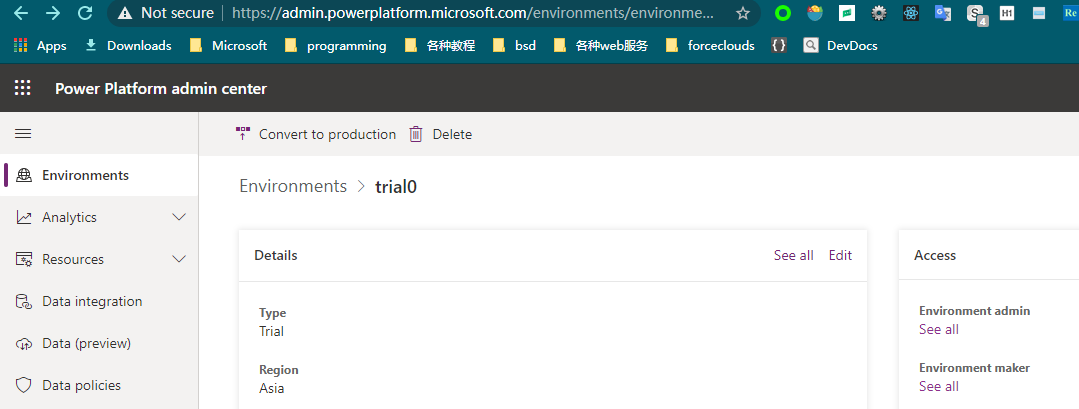 Not secure | https://admin.powerplatform.microsoft.com/environments/environme...
4 H1 Re
Apps Downloads Microsoft programming 各种教程 bsd 各种web服务 forceclouds {} DevDocs
Power Platform admin center
Convert to production Delete
Environments
Analytics
Resources
Data integration
Data (preview)
Data policies
Environments > trial0
Details See all Edit
Type
Trial
Region
Asia
Access
Environment admin
See all
Environment maker
See all